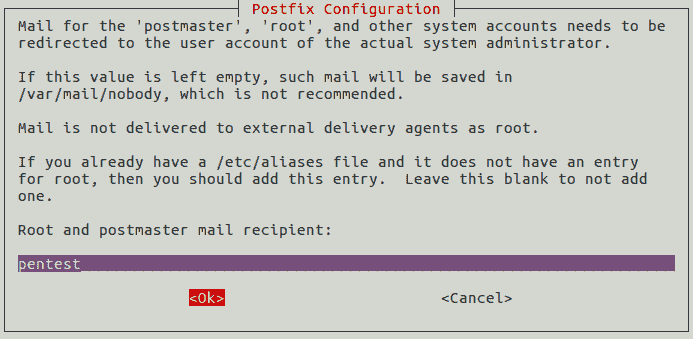 Postfix Configuration
Mail for the 'postmaster', 'root', and other system accounts needs to be
redirected to the user account of the actual system administrator.
If this value is left empty, such mail will be saved in
/var/mail/nobody, which is not recommended.
Mail is not delivered to external delivery agents as root.
If you already have a /etc/aliases file and it does not have an entry
for root, then you should add this entry.  Leave this blank to not add
one.
Root and postmaster mail recipient:
pentest
<Ok> <Cancel>